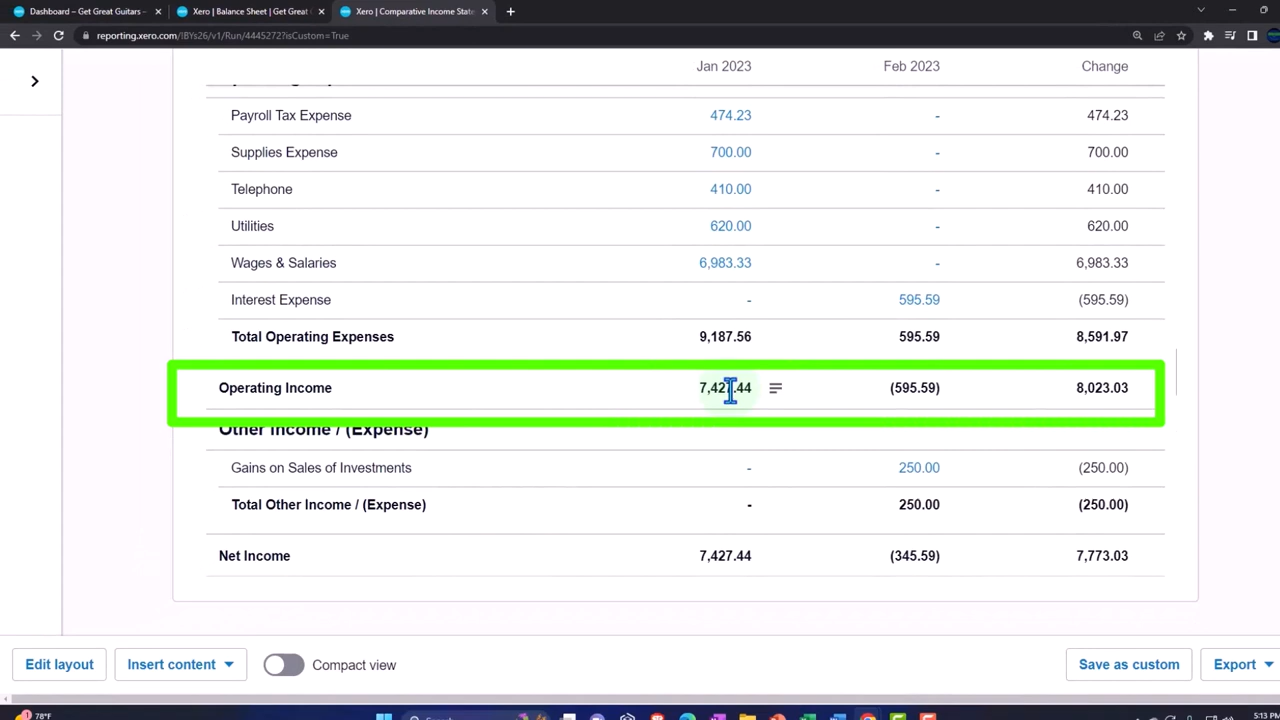 Dashboard – Get Great Guitars –
Xero | Balance Sheet | Get Great
Xero | Comparative Income State
reporting.xero.com/!BYs26/v1/Run/4445272?isCustom=True
Jan 2023 Feb 2023 Change
Payroll Tax Expense 474.23 - 474.23
Supplies Expense 700.00 - 700.00
Telephone 410.00 - 410.00
Utilities 620.00 - 620.00
Wages & Salaries 6,983.33 - 6,983.33
Interest Expense - 595.59 (595.59)
Total Operating Expenses 9,187.56 595.59 8,591.97
Operating Income 7,427.44 (595.59) 8,023.03
Other Income / (Expense)
Gains on Sales of Investments - 250.00 (250.00)
Total Other Income / (Expense) - 250.00 (250.00)
Net Income 7,427.44 (345.59) 7,773.03
Edit layout Insert content Compact view Save as custom Export
1 78°F 5:13 PM